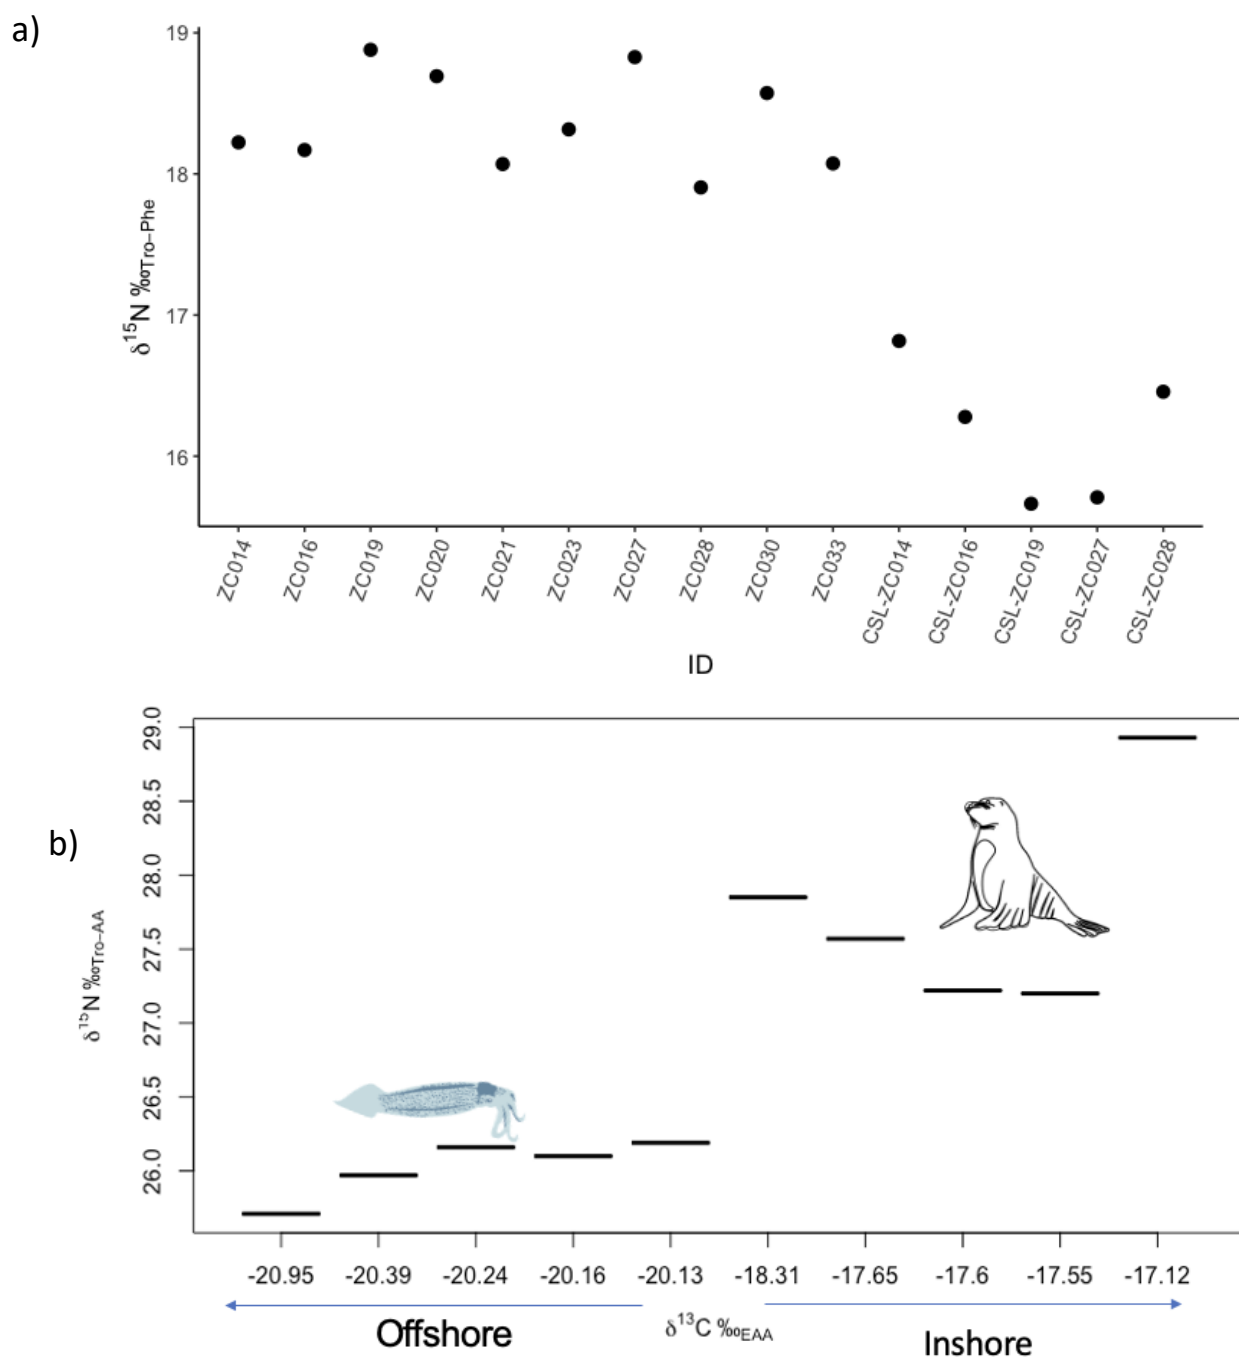 a)
19
18
17
16
δ¹⁵N ‰Tro–Phe
ZC014
ZC016
ZC019
ZC020
ZC021
ZC023
ZC027
ZC028
ZC030
ZC033
CSL-ZC014
CSL-ZC016
CSL-ZC019
CSL-ZC027
CSL-ZC028
ID
b)
29.0
28.5
28.0
27.5
27.0
26.5
26.0
δ¹⁵N ‰Tro–AA
-20.95 -20.39 -20.24 -20.16 -20.13 -18.31 -17.65 -17.6 -17.55 -17.12
δ¹³C ‰EAA
Offshore
Inshore